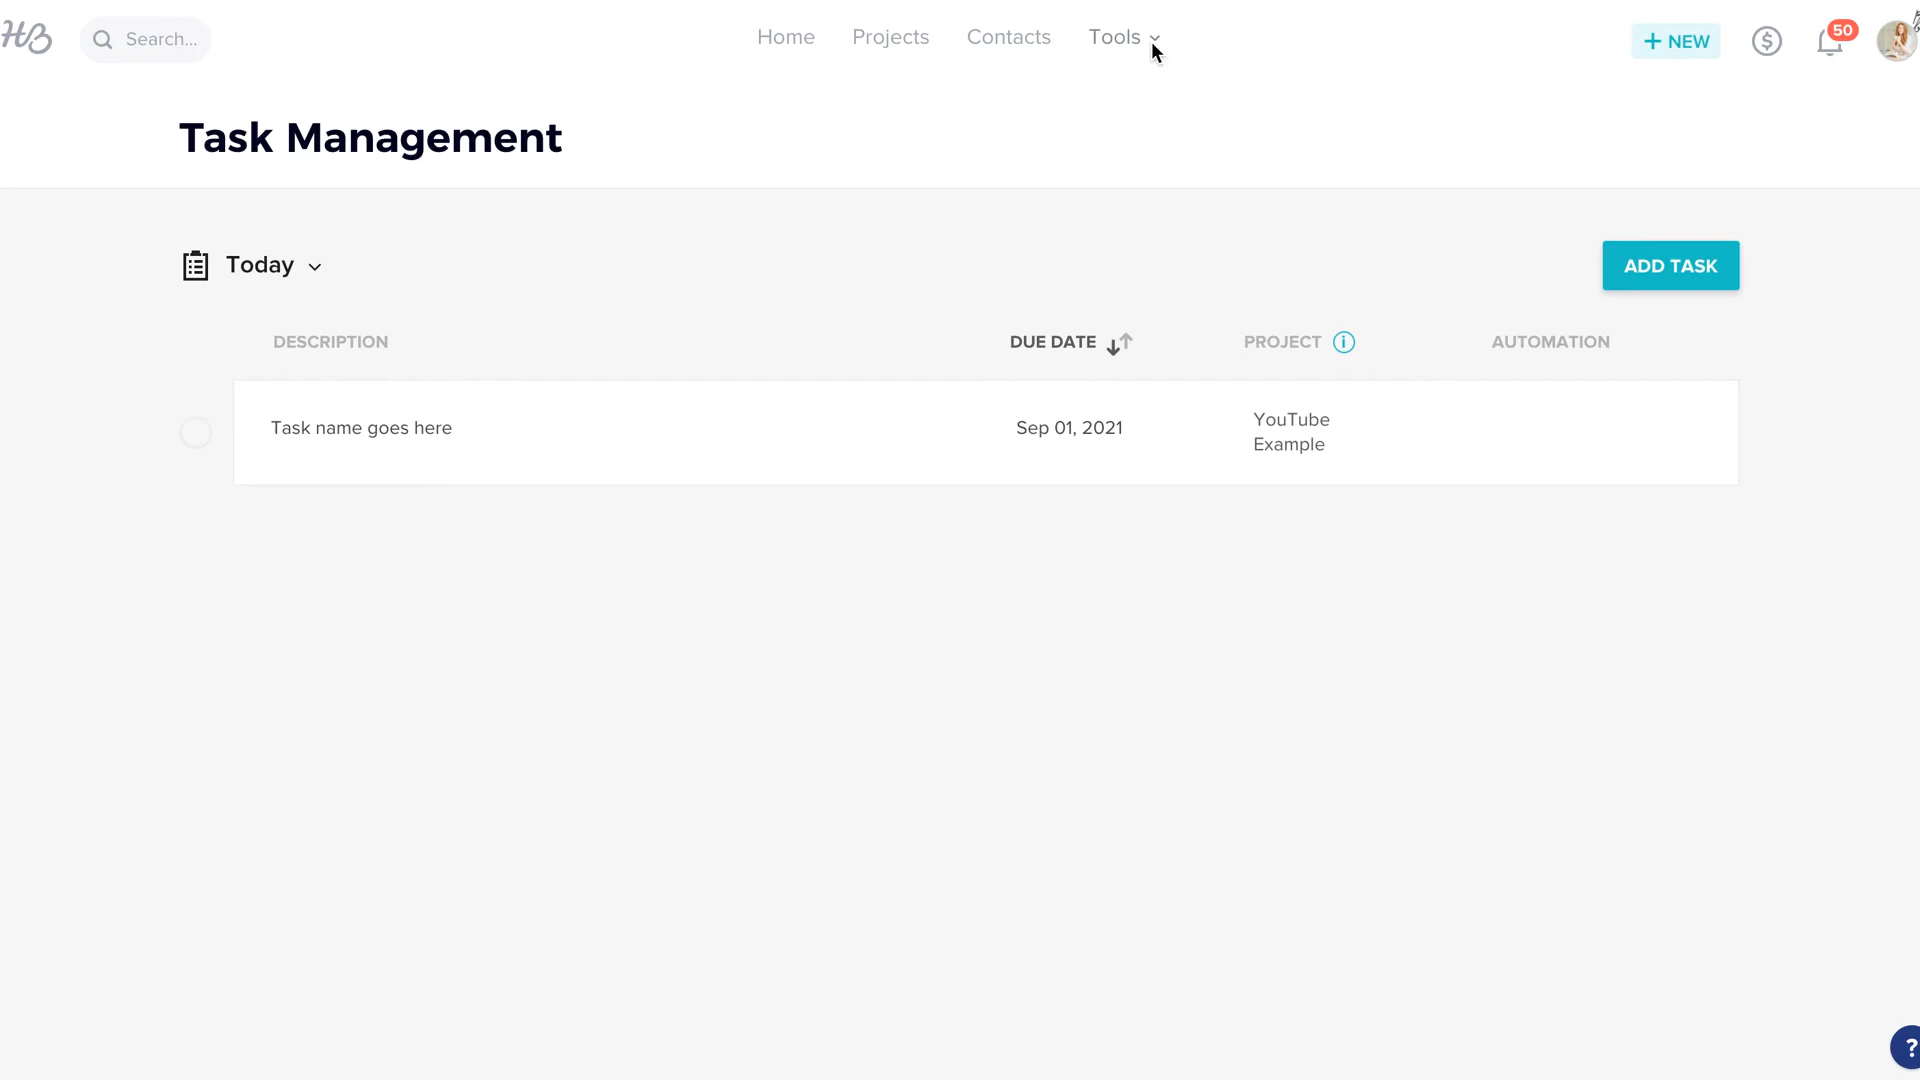 HB
Search...
Home
Projects
Contacts
Tools
+ NEW
$
50
Task Management
Today
ADD TASK
DESCRIPTION
DUE DATE
PROJECT
i
AUTOMATION
Task name goes here
Sep 01, 2021
YouTube
Example
?